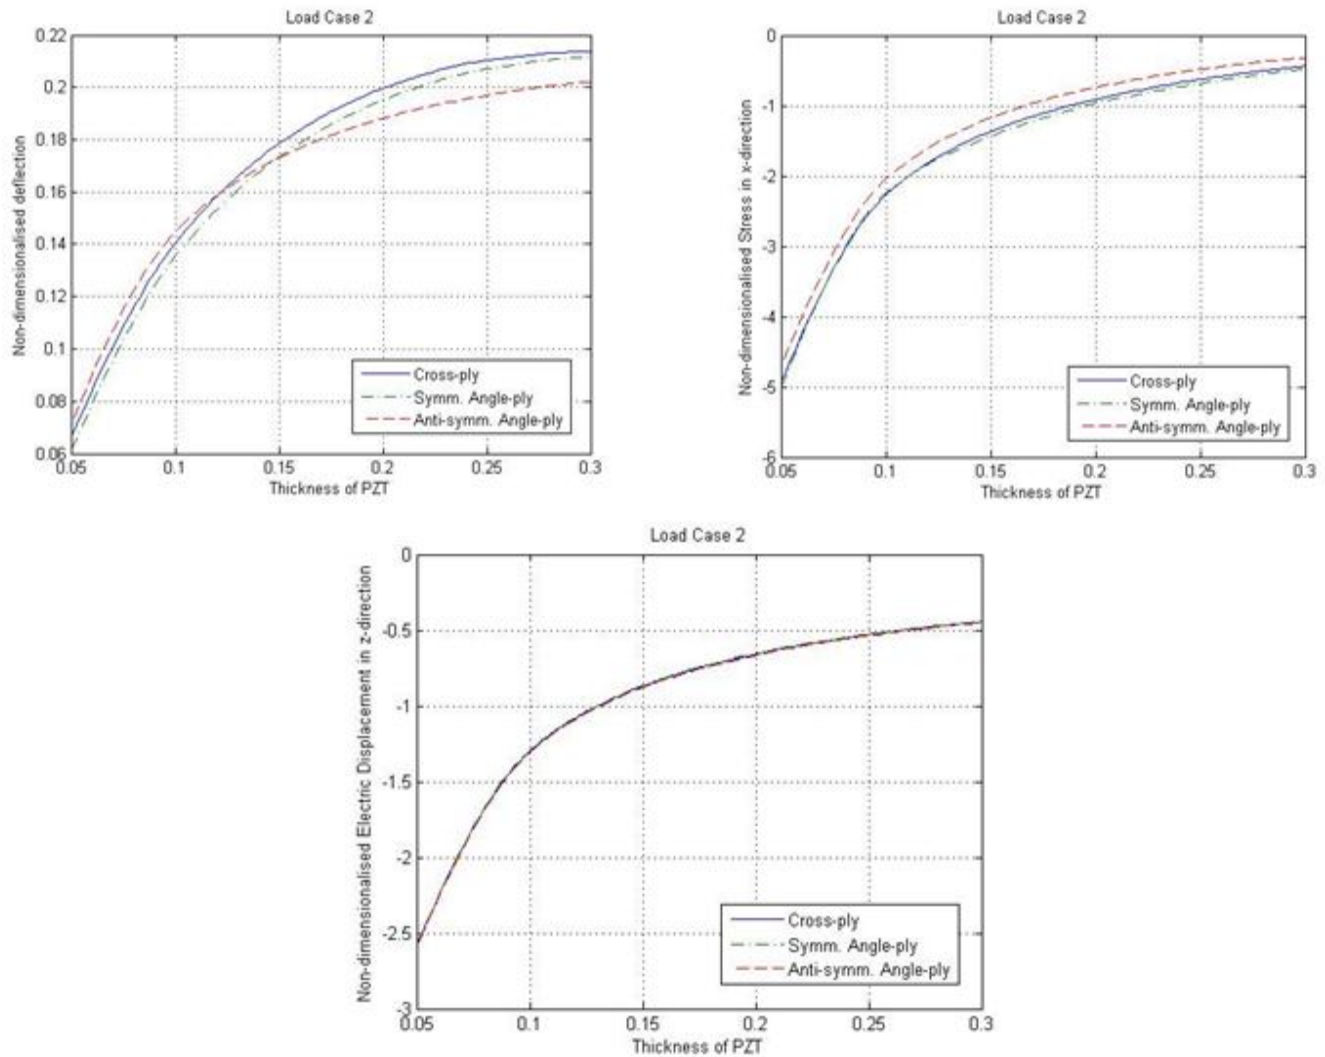 Load Case 2
Non-dimensionalised deflection
0.22
0.2
0.18
0.16
0.14
0.12
0.1
0.08
0.06
0.05
0.1
0.15
0.2
0.25
0.3
Thickness of PZT
Cross-ply
Symm. Angle-ply
Anti-symm. Angle-ply
Load Case 2
Non-dimensionalised Stress in x-direction
0
-1
-2
-3
-4
-5
-6
0.05
0.1
0.15
0.2
0.25
0.3
Thickness of PZT
Cross-ply
Symm. Angle-ply
Anti-symm. Angle-ply
Load Case 2
Non-dimensionalised Electric Displacement in z-direction
0
-0.5
-1
-1.5
-2
-2.5
-3
0.05
0.1
0.15
0.2
0.25
0.3
Thickness of PZT
Cross-ply
Symm. Angle-ply
Anti-symm. Angle-ply